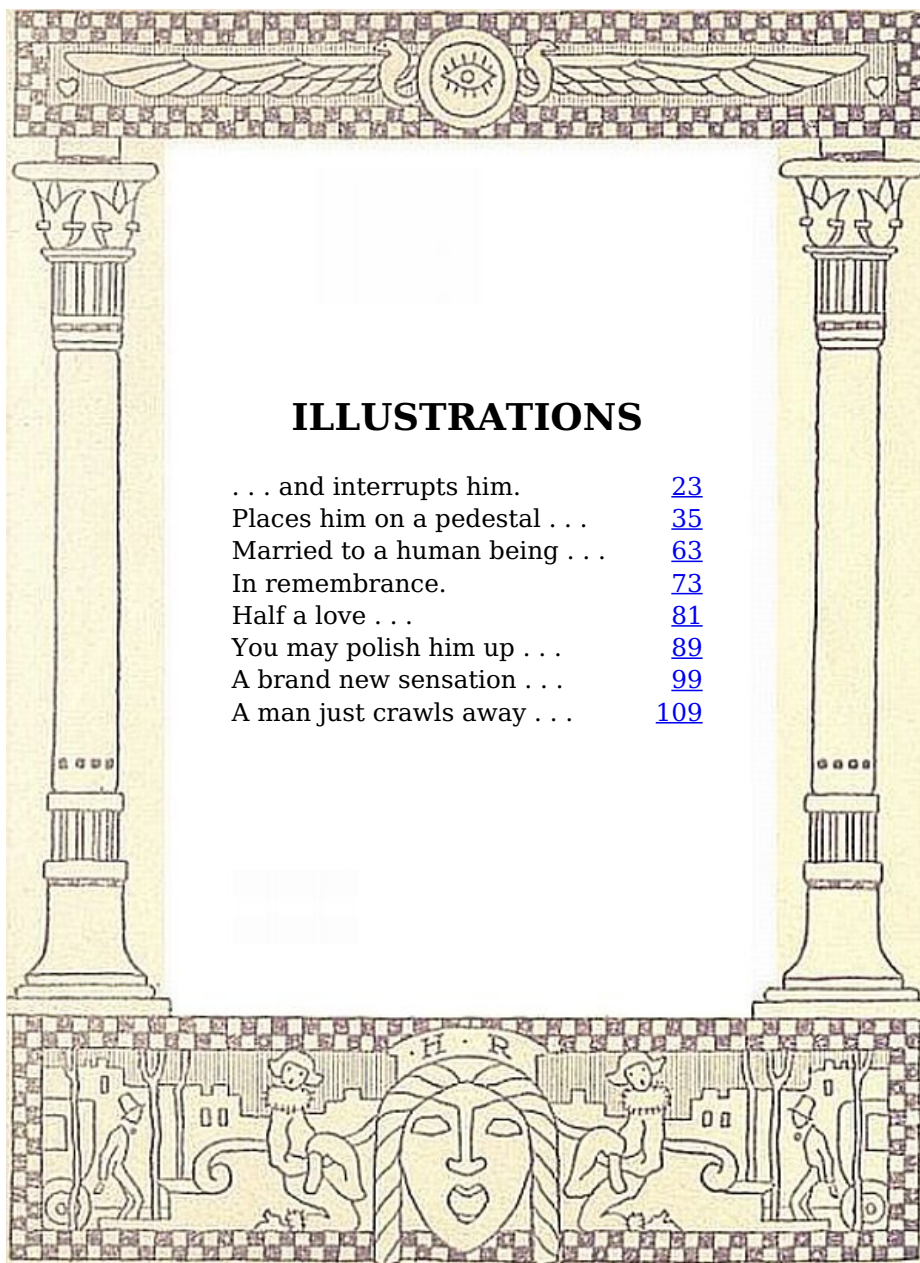 ILLUSTRATIONS
. . . and interrupts him. 23
Places him on a pedestal . . . 35
Married to a human being . . . 63
In remembrance. 73
Half a love . . . 81
You may polish him up . . . 89
A brand new sensation . . . 99
A man just crawls away . . . 109
· H · R